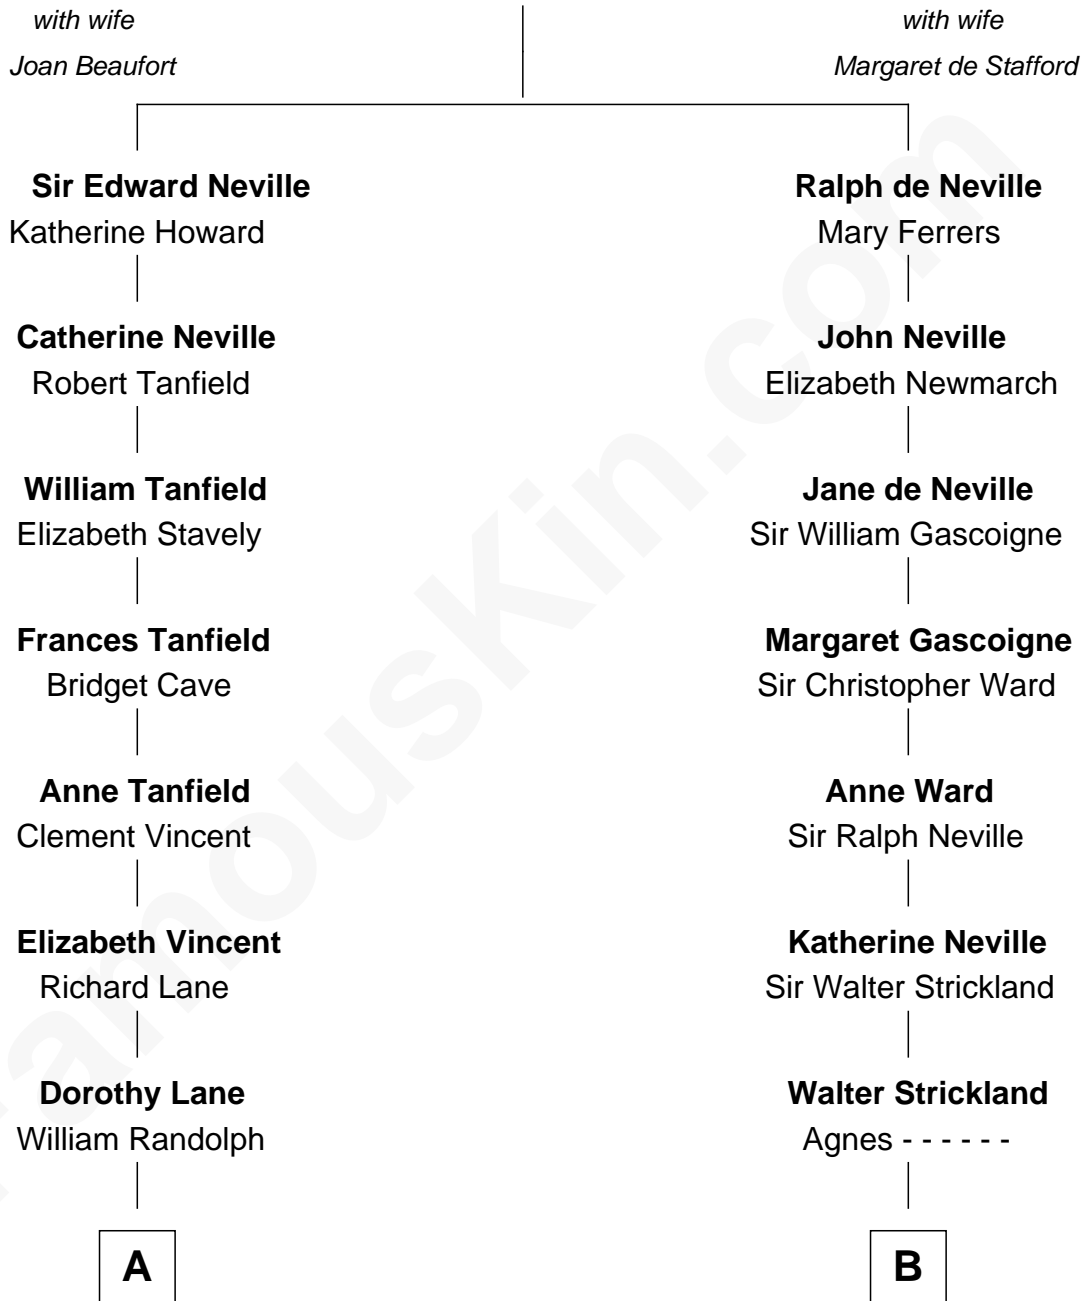 with wife
Joan Beaufort
with wife
Margaret de Stafford
Sir Edward Neville
Katherine Howard
Ralph de Neville
Mary Ferrers
Catherine Neville
Robert Tanfield
John Neville
Elizabeth Newmarch
William Tanfield
Elizabeth Stavely
Jane de Neville
Sir William Gascoigne
Frances Tanfield
Bridget Cave
Margaret Gascoigne
Sir Christopher Ward
Anne Tanfield
Clement Vincent
Anne Ward
Sir Ralph Neville
Elizabeth Vincent
Richard Lane
Katherine Neville
Sir Walter Strickland
Dorothy Lane
William Randolph
Walter Strickland
Agnes - - - - - -
A
B
FamousKin.com